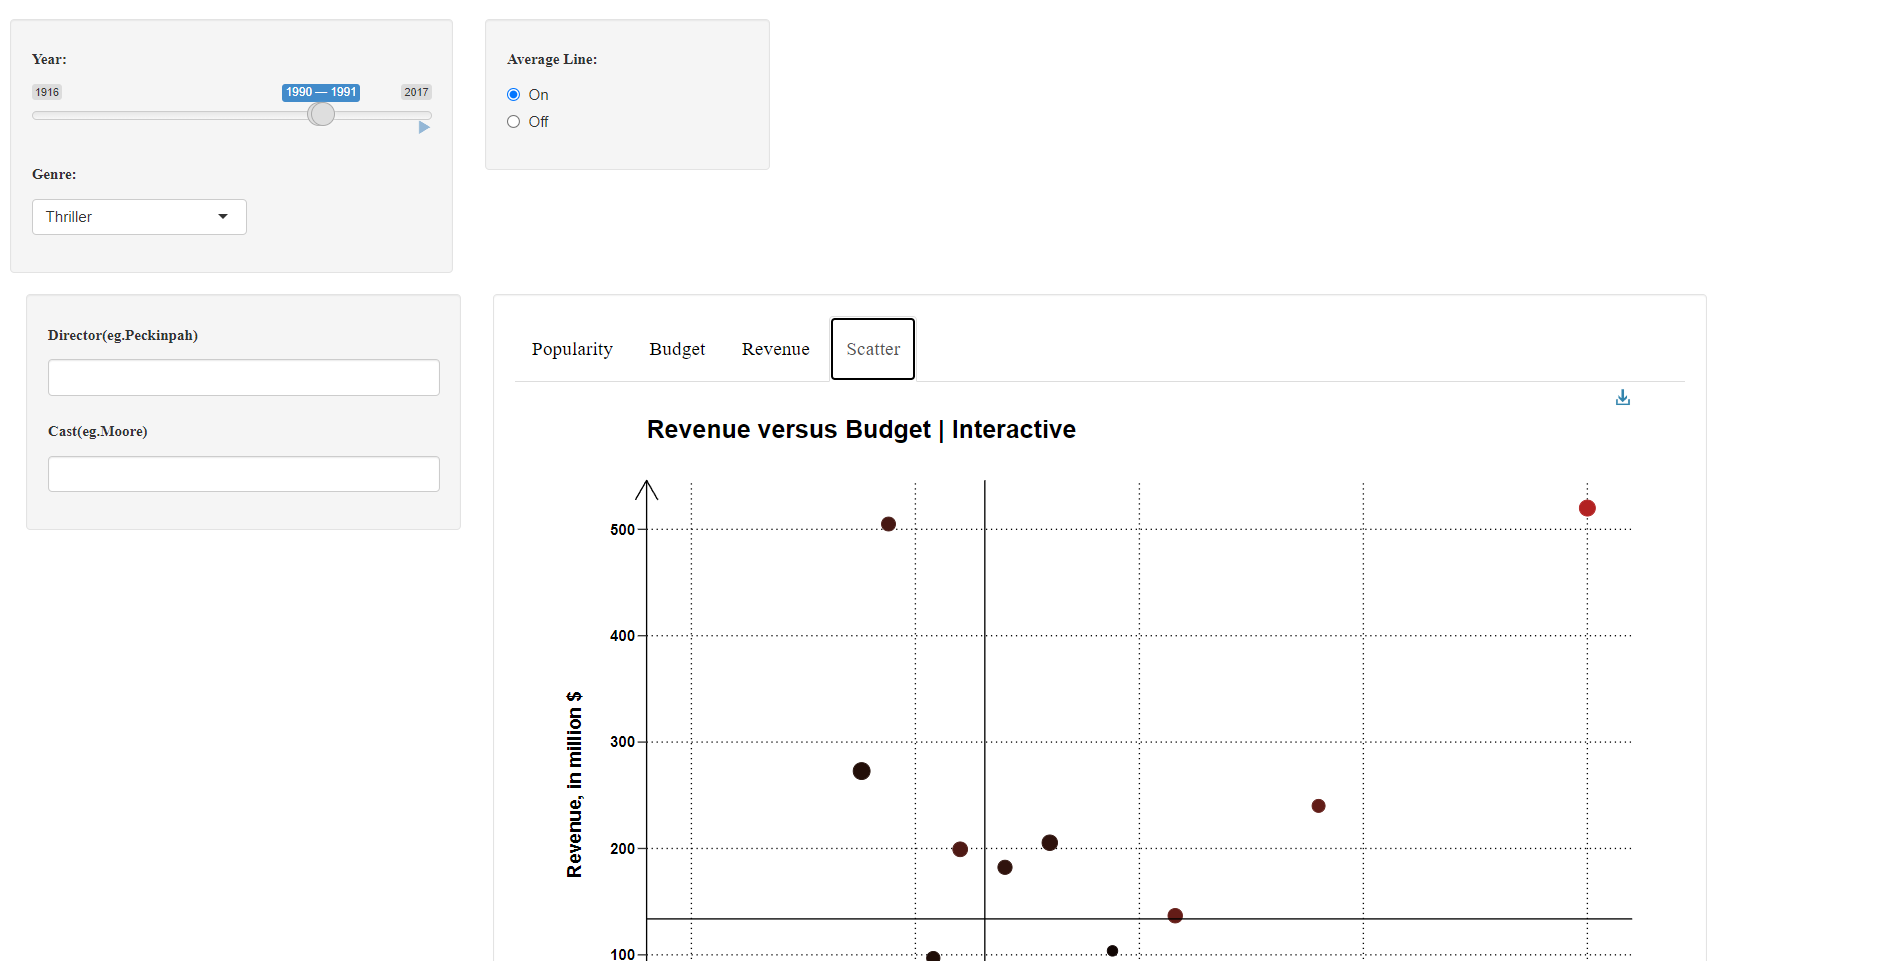 Year:
1916
1990 — 1991
2017
Genre:
Thriller
Average Line:
On
Off
Director(eg.Peckinpah)
Cast(eg.Moore)
Popularity
Budget
Revenue
Scatter
Revenue versus Budget | Interactive
Revenue, in million $
500
400
300
200
100